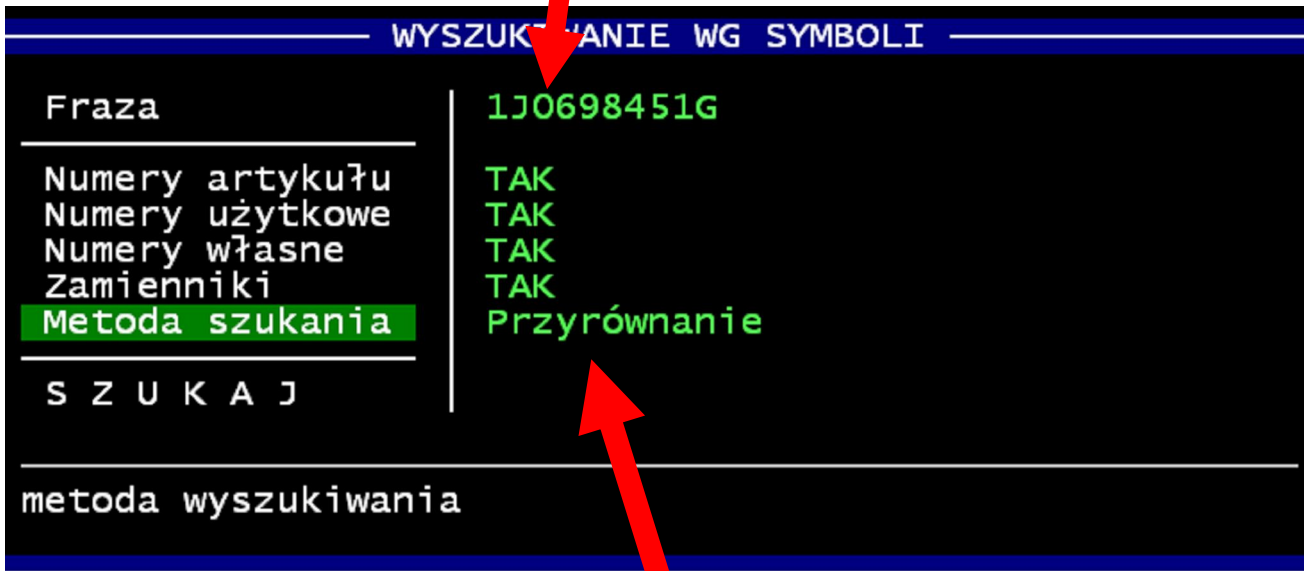 WYSZUKIWANIE WG SYMBOLI
Fraza 1J0698451G
Numery artykułu TAK
Numery użytkowe TAK
Numery własne TAK
Zamienniki TAK
Metoda szukania Przyrównanie
S Z U K A J
metoda wyszukiwania